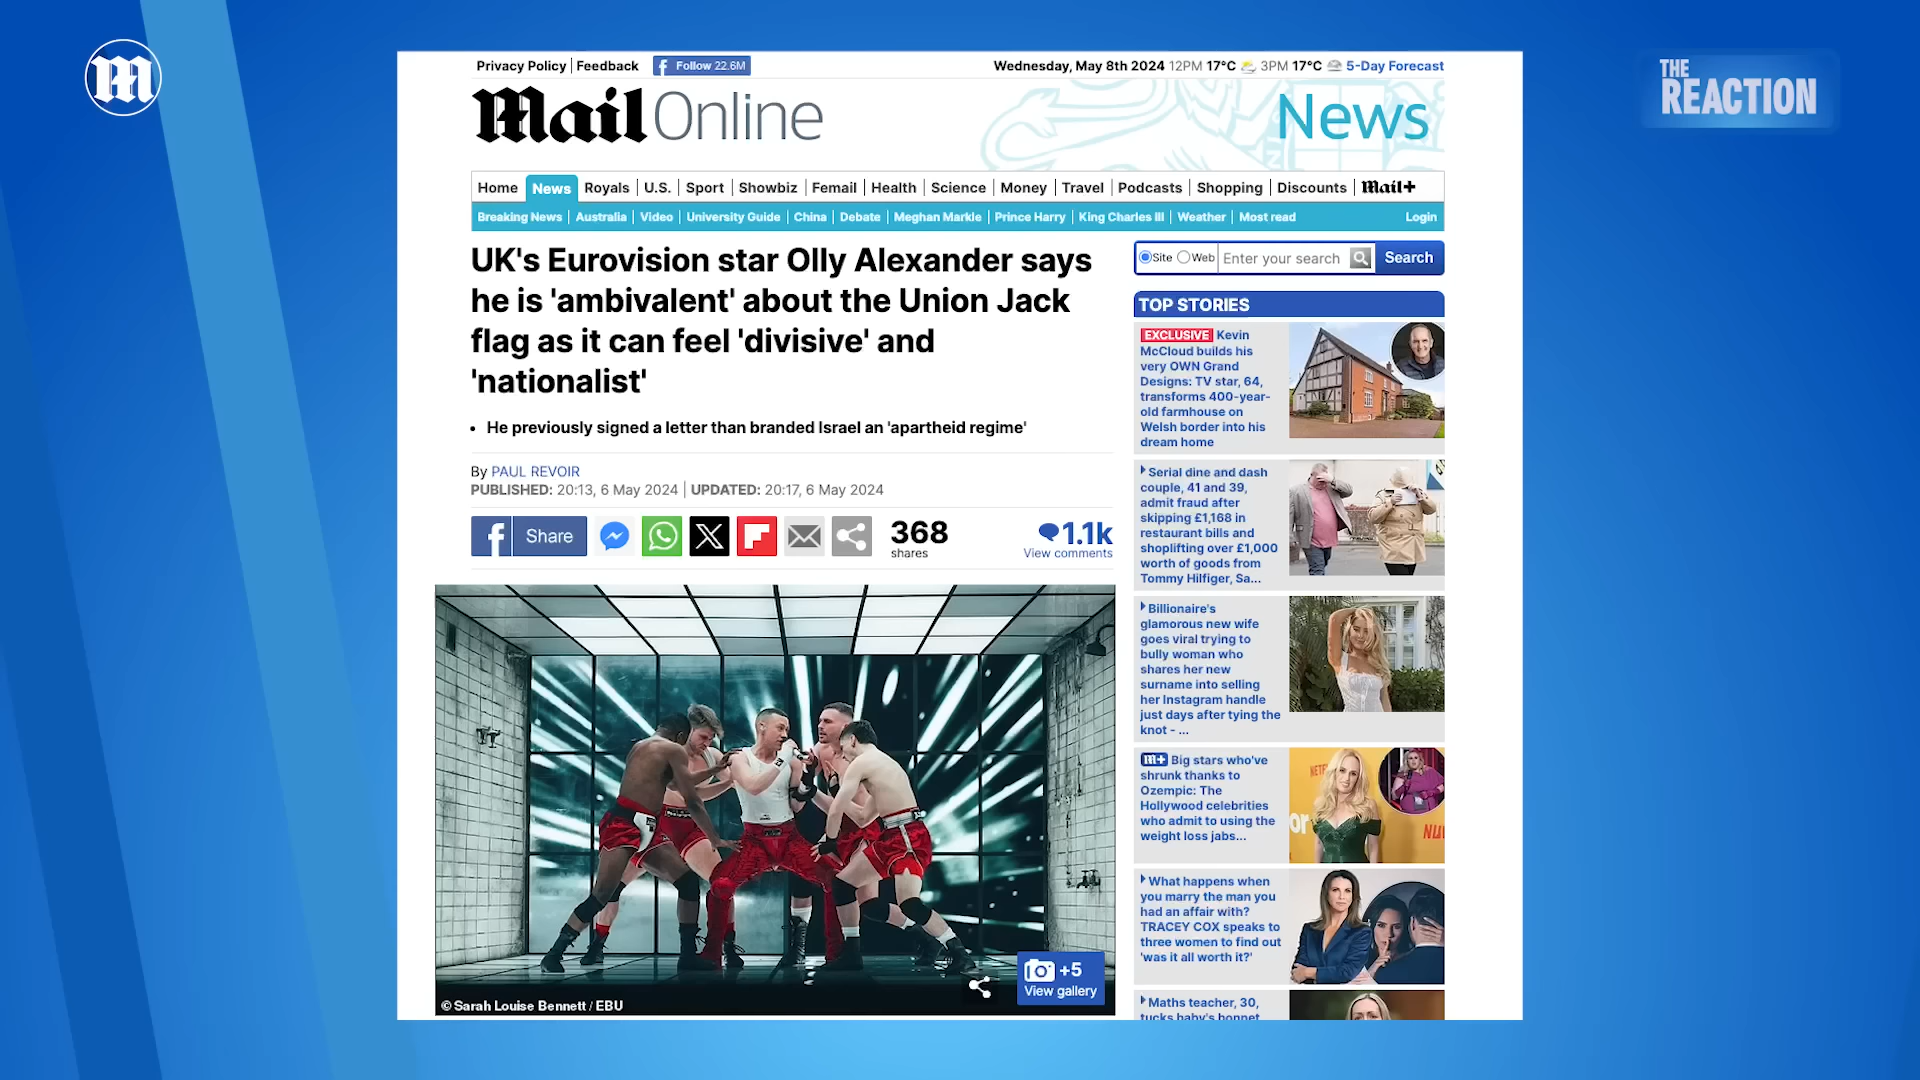 M
THE
REACTION
Privacy Policy | Feedback
Follow 22.6M
Wednesday, May 8th 2024 12PM 17°C 3PM 17°C 5-Day Forecast
Mail Online
News
Home News Royals U.S. Sport Showbiz Femail Health Science Money Travel Podcasts Shopping Discounts Mail+
Breaking News Australia Video University Guide China Debate Meghan Markle Prince Harry King Charles III Weather Most read Login
UK's Eurovision star Olly Alexander says
he is 'ambivalent' about the Union Jack
flag as it can feel 'divisive' and
'nationalist'
• He previously signed a letter than branded Israel an 'apartheid regime'
By PAUL REVOIR
PUBLISHED: 20:13, 6 May 2024 | UPDATED: 20:17, 6 May 2024
f Share
368
shares
1.1k
View comments
+5
View gallery
© Sarah Louise Bennett / EBU
Site Web Enter your search Search
TOP STORIES
EXCLUSIVE Kevin
McCloud builds his
very OWN Grand
Designs: TV star, 64,
transforms 400-year-
old farmhouse on
Welsh border into his
dream home
Serial dine and dash
couple, 41 and 39,
admit fraud after
skipping £1,168 in
restaurant bills and
shoplifting over £1,000
worth of goods from
Tommy Hilfiger, Sa...
Billionaire's
glamorous new wife
goes viral trying to
bully woman who
shares her new
surname into selling
her Instagram handle
just days after tying the
knot - ...
m+ Big stars who've
shrunk thanks to
Ozempic: The
Hollywood celebrities
who admit to using the
weight loss jabs...
What happens when
you marry the man you
had an affair with?
TRACEY COX speaks to
three women to find out
'was it all worth it?'
Maths teacher, 30,
tucks baby's bonnet